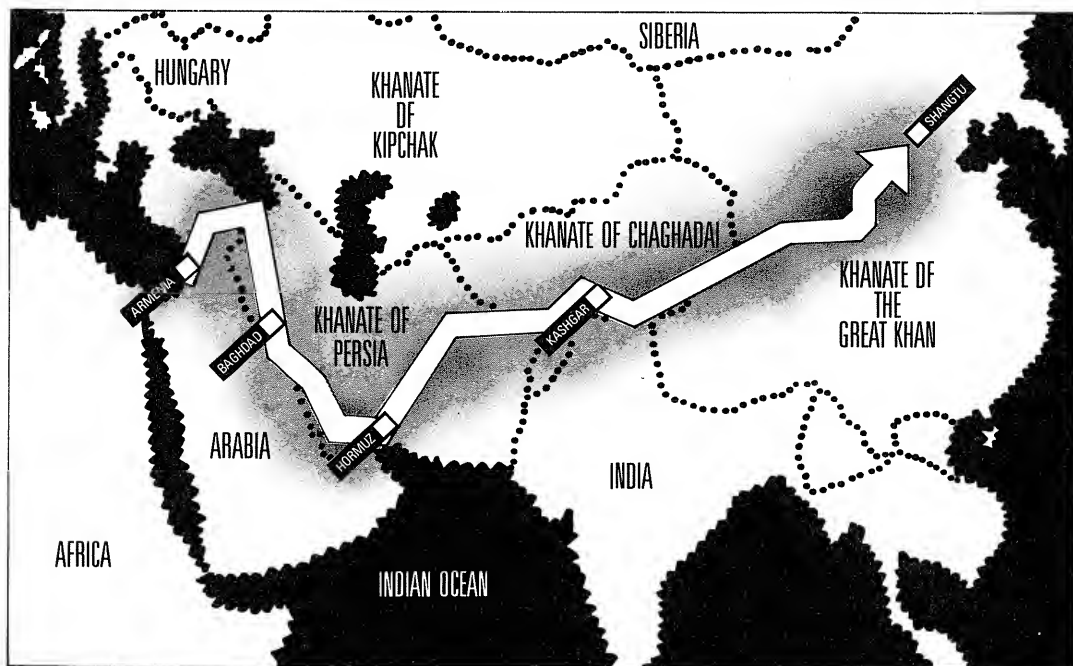 SIBERIA
HUNGARY
KHANATE
OF
KIPCHAK
SHANGTU
KHANATE OF CHAGHADAI
ARMENIA
KHANATE OF
PERSIA
BAGHDAD
KASHGAR
KHANATE OF
THE
GREAT KHAN
ARABIA
HORMUZ
INDIA
AFRICA
INDIAN OCEAN